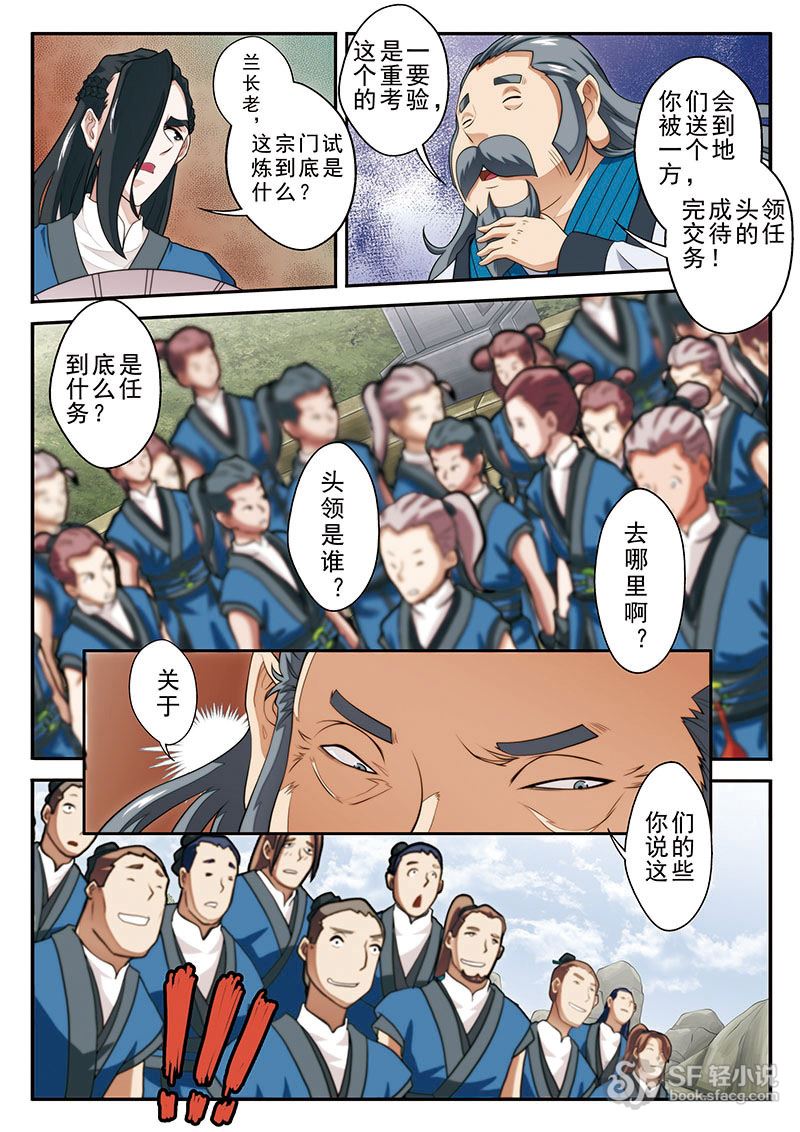 兰长老，
这宗门试
炼到底是
什么？
一要验，
是重考
这个的
会到地
们送个
你被一方，
完成头领
交待的任
务！
到底是
什么任
务？
头领是谁？
去哪里啊？
关于
你们
说的
这些
!!!
SF轻小说
book.sfacg.com